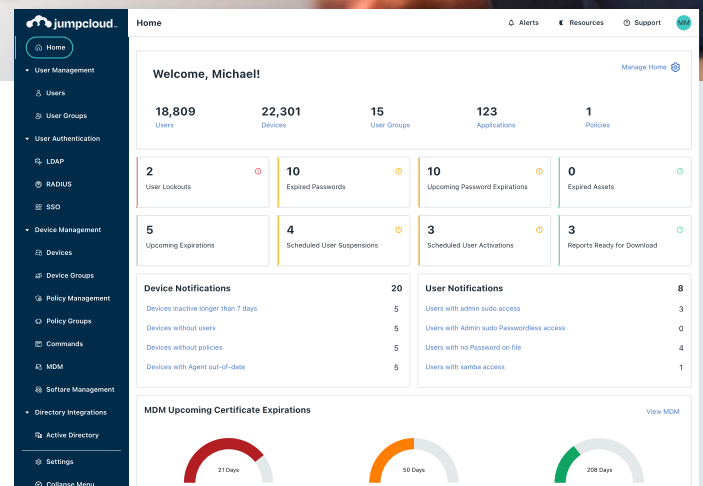 jumpcloud
Home
Alerts
Resources
Support
MM
Home
User Management
Users
User Groups
User Authentication
LDAP
RADIUS
SSO
Device Management
Devices
Device Groups
Policy Management
Policy Groups
Commands
MDM
Softare Management
Directory Integrations
Active Directory
Settings
Collapse Menu
Welcome, Michael!
Manage Home
18,809
Users
22,301
Devices
15
User Groups
123
Applications
1
Policies
2
User Lockouts
10
Expired Passwords
10
Upcoming Password Expirations
0
Expired Assets
5
Upcoming Expirations
4
Scheduled User Suspensions
3
Scheduled User Activations
3
Reports Ready for Download
Device Notifications 20
Devices inactive longer than 7 days 5
Devices without users 5
Devices without policies 5
Devices with Agent out-of-date 5
User Notifications 8
Users with admin sudo access 3
Users with Admin sudo Passwordless access 0
Users with no Password on file 4
Users with samba access 1
MDM Upcoming Certificate Expirations
View MDM
21 Days
50 Days
208 Days